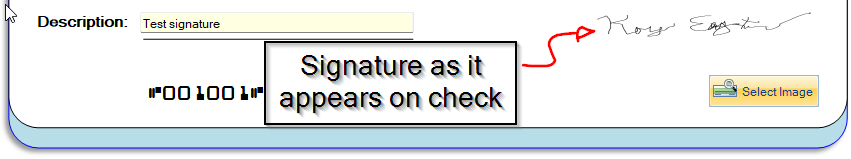 Description: Test signature
Signature as it
appears on check
⑈001001⑈
Select Image